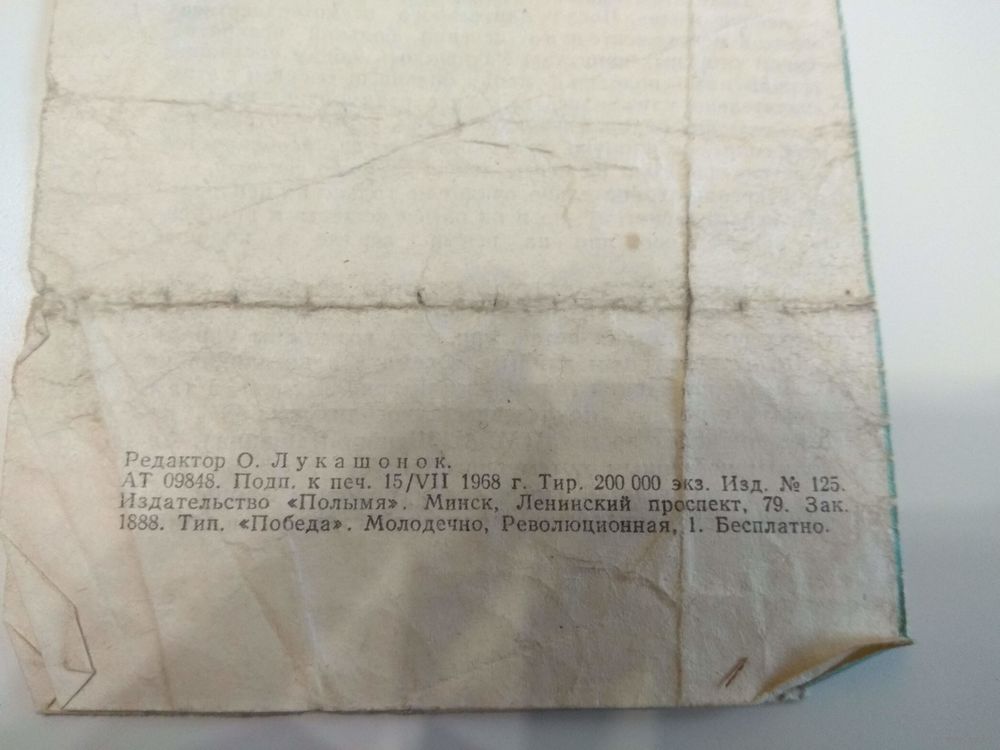 Редактор О. Лукашонок.
АТ 09848. Подп. к печ. 15/VII 1968 г. Тир. 200 000 экз. Изд. № 125.
Издательство «Полымя». Минск, Ленинский проспект, 79. Зак.
1888. Тип. «Победа». Молодечно, Революционная, 1. Бесплатно.